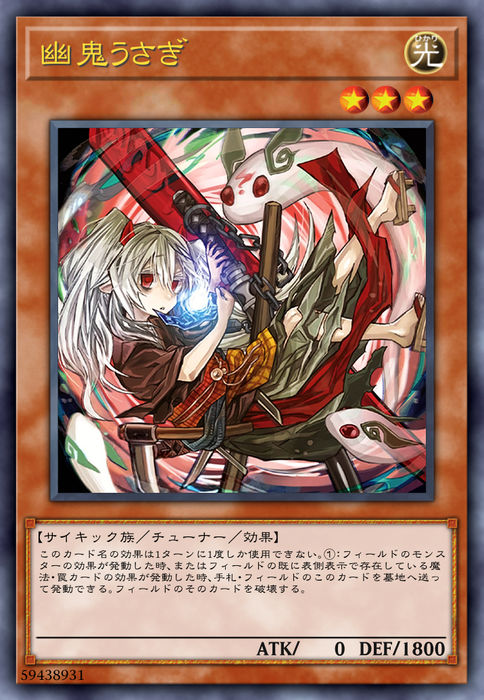 幽鬼うさぎ
ひかり
光
【サイキック族／チューナー／効果】
このカード名の効果は1ターンに1度しか使用できない。①：フィールドのモンス
ターの効果が発動した時、またはフィールドの既に表側表示で存在している魔
法・罠カードの効果が発動した時、手札・フィールドのこのカードを墓地へ送っ
て発動できる。フィールドのそのカードを破壊する。
ATK/ 0 DEF/1800
59438931